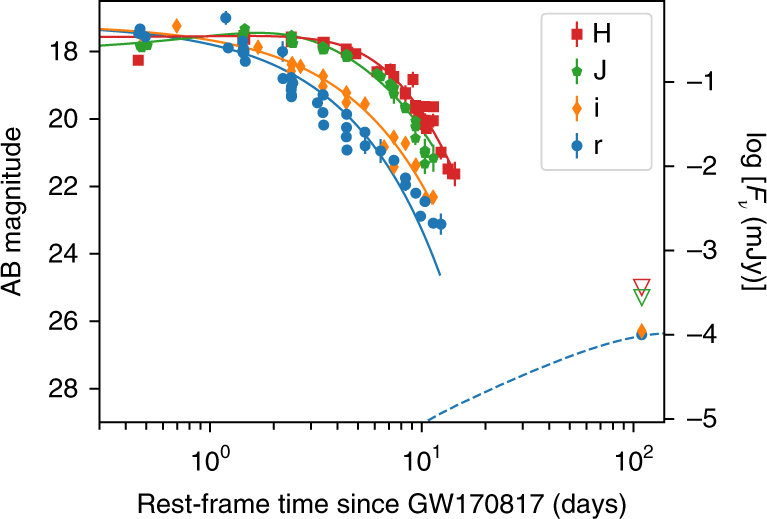 H
J
i
r
18
20
22
24
26
28
AB magnitude
−1
−2
−3
−4
−5
log [Fν (mJy)]
10⁰
10¹
10²
Rest-frame time since GW170817 (days)